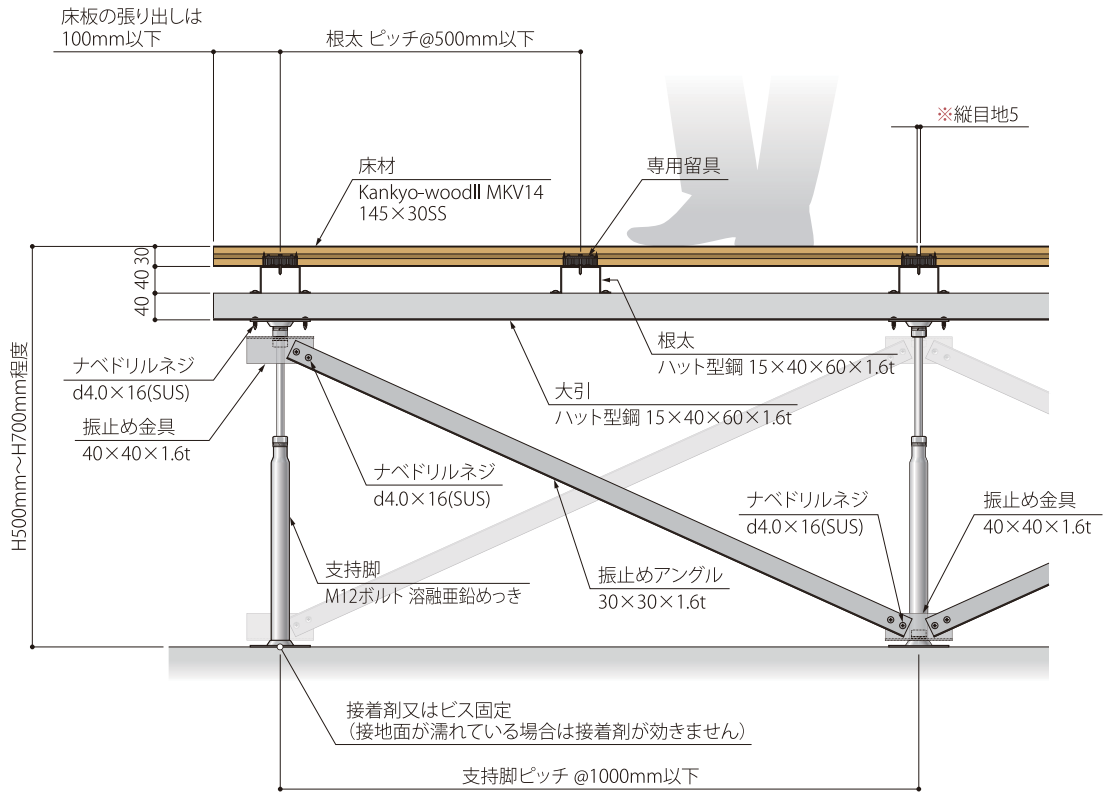 床板の張り出しは
100mm以下
根太 ピッチ@500mm以下
※縦目地5
床材
Kankyo-woodⅡ MKV14
145×30SS
専用留具
30
40
40
H500mm～H700mm程度
根太
ハット型鋼 15×40×60×1.6t
大引
ハット型鋼 15×40×60×1.6t
ナベドリルネジ
d4.0×16(SUS)
振止め金具
40×40×1.6t
ナベドリルネジ
d4.0×16(SUS)
ナベドリルネジ
d4.0×16(SUS)
振止め金具
40×40×1.6t
支持脚
M12ボルト 溶融亜鉛めっき
振止めアングル
30×30×1.6t
接着剤又はビス固定
（接地面が濡れている場合は接着剤が効きません）
支持脚ピッチ @1000mm以下